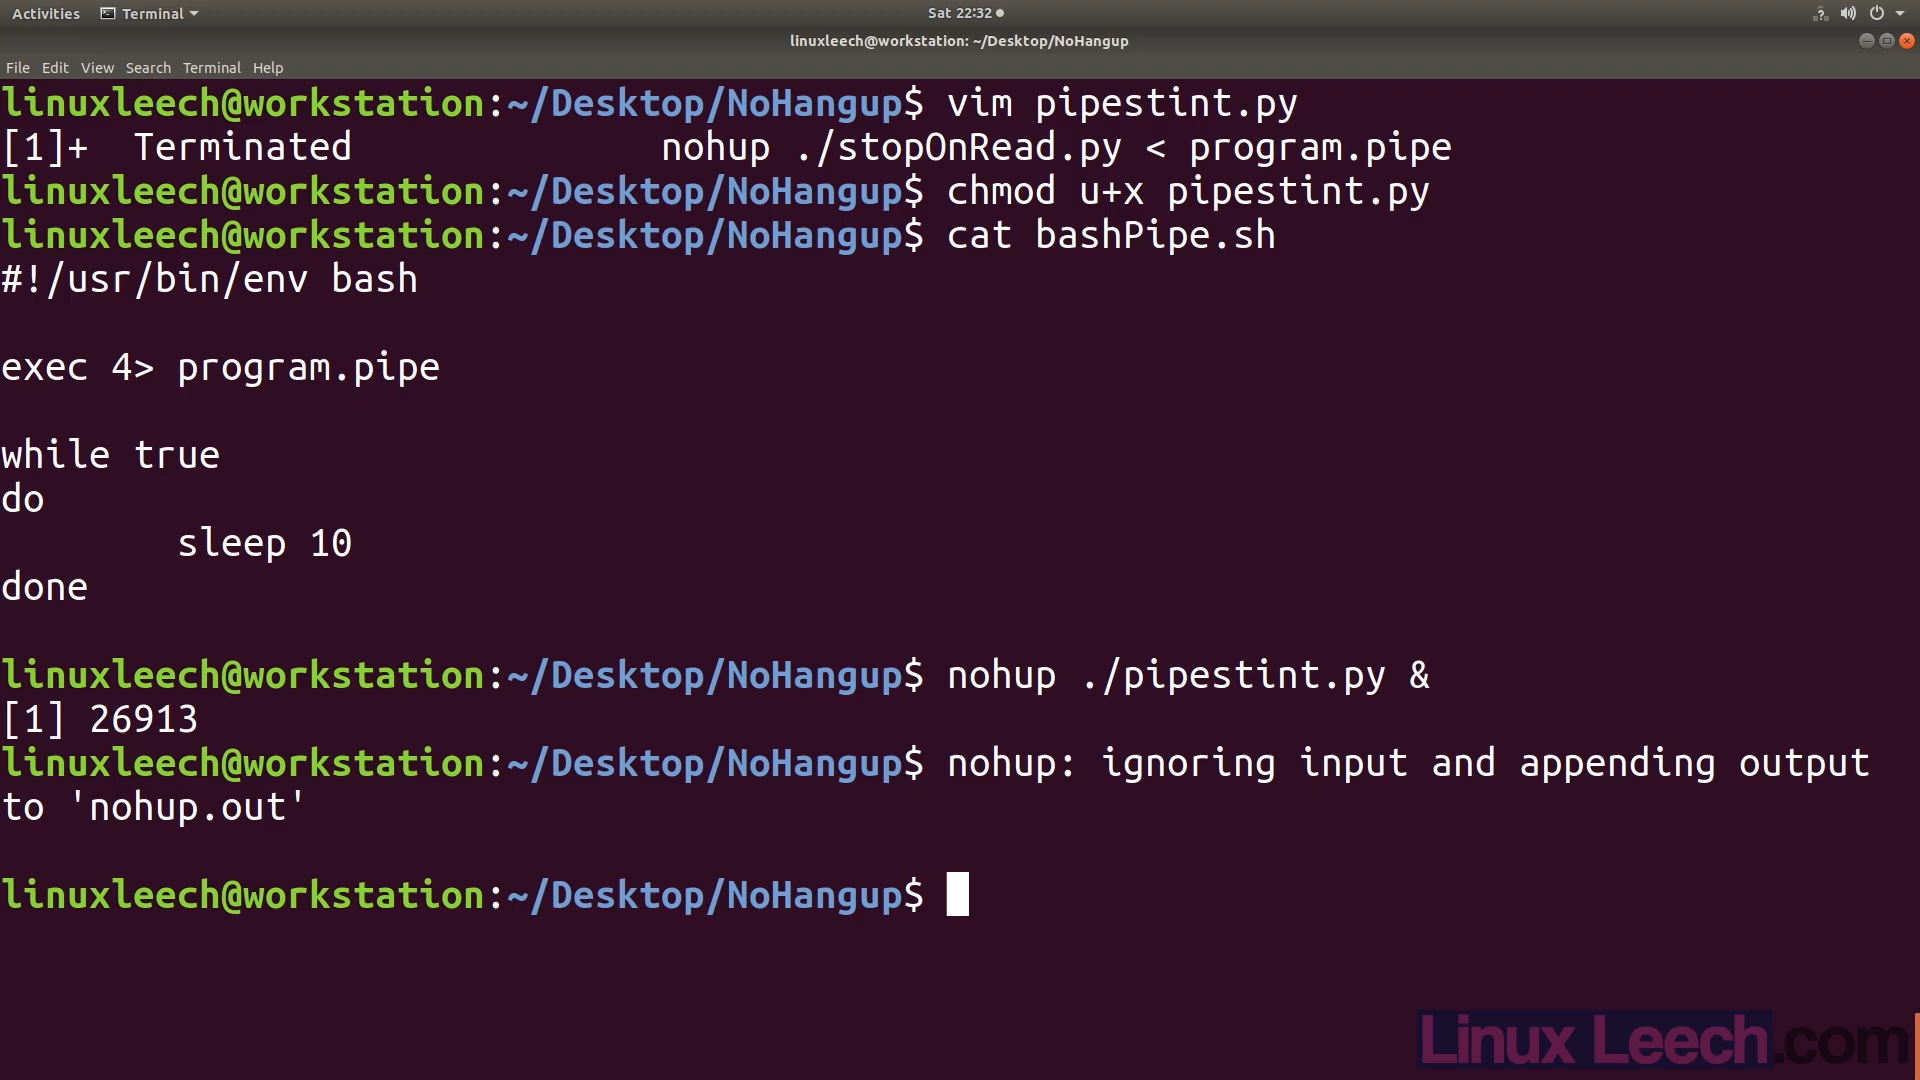 Activities Terminal Sat 22:32
linuxleech@workstation: ~/Desktop/NoHangup
File Edit View Search Terminal Help
linuxleech@workstation:~/Desktop/NoHangup$ vim pipestint.py
[1]+  Terminated              nohup ./stopOnRead.py < program.pipe
linuxleech@workstation:~/Desktop/NoHangup$ chmod u+x pipestint.py
linuxleech@workstation:~/Desktop/NoHangup$ cat bashPipe.sh
#!/usr/bin/env bash
exec 4> program.pipe
while true
do
        sleep 10
done
linuxleech@workstation:~/Desktop/NoHangup$ nohup ./pipestint.py &
[1] 26913
linuxleech@workstation:~/Desktop/NoHangup$ nohup: ignoring input and appending output
to 'nohup.out'
linuxleech@workstation:~/Desktop/NoHangup$
Linux Leech.com